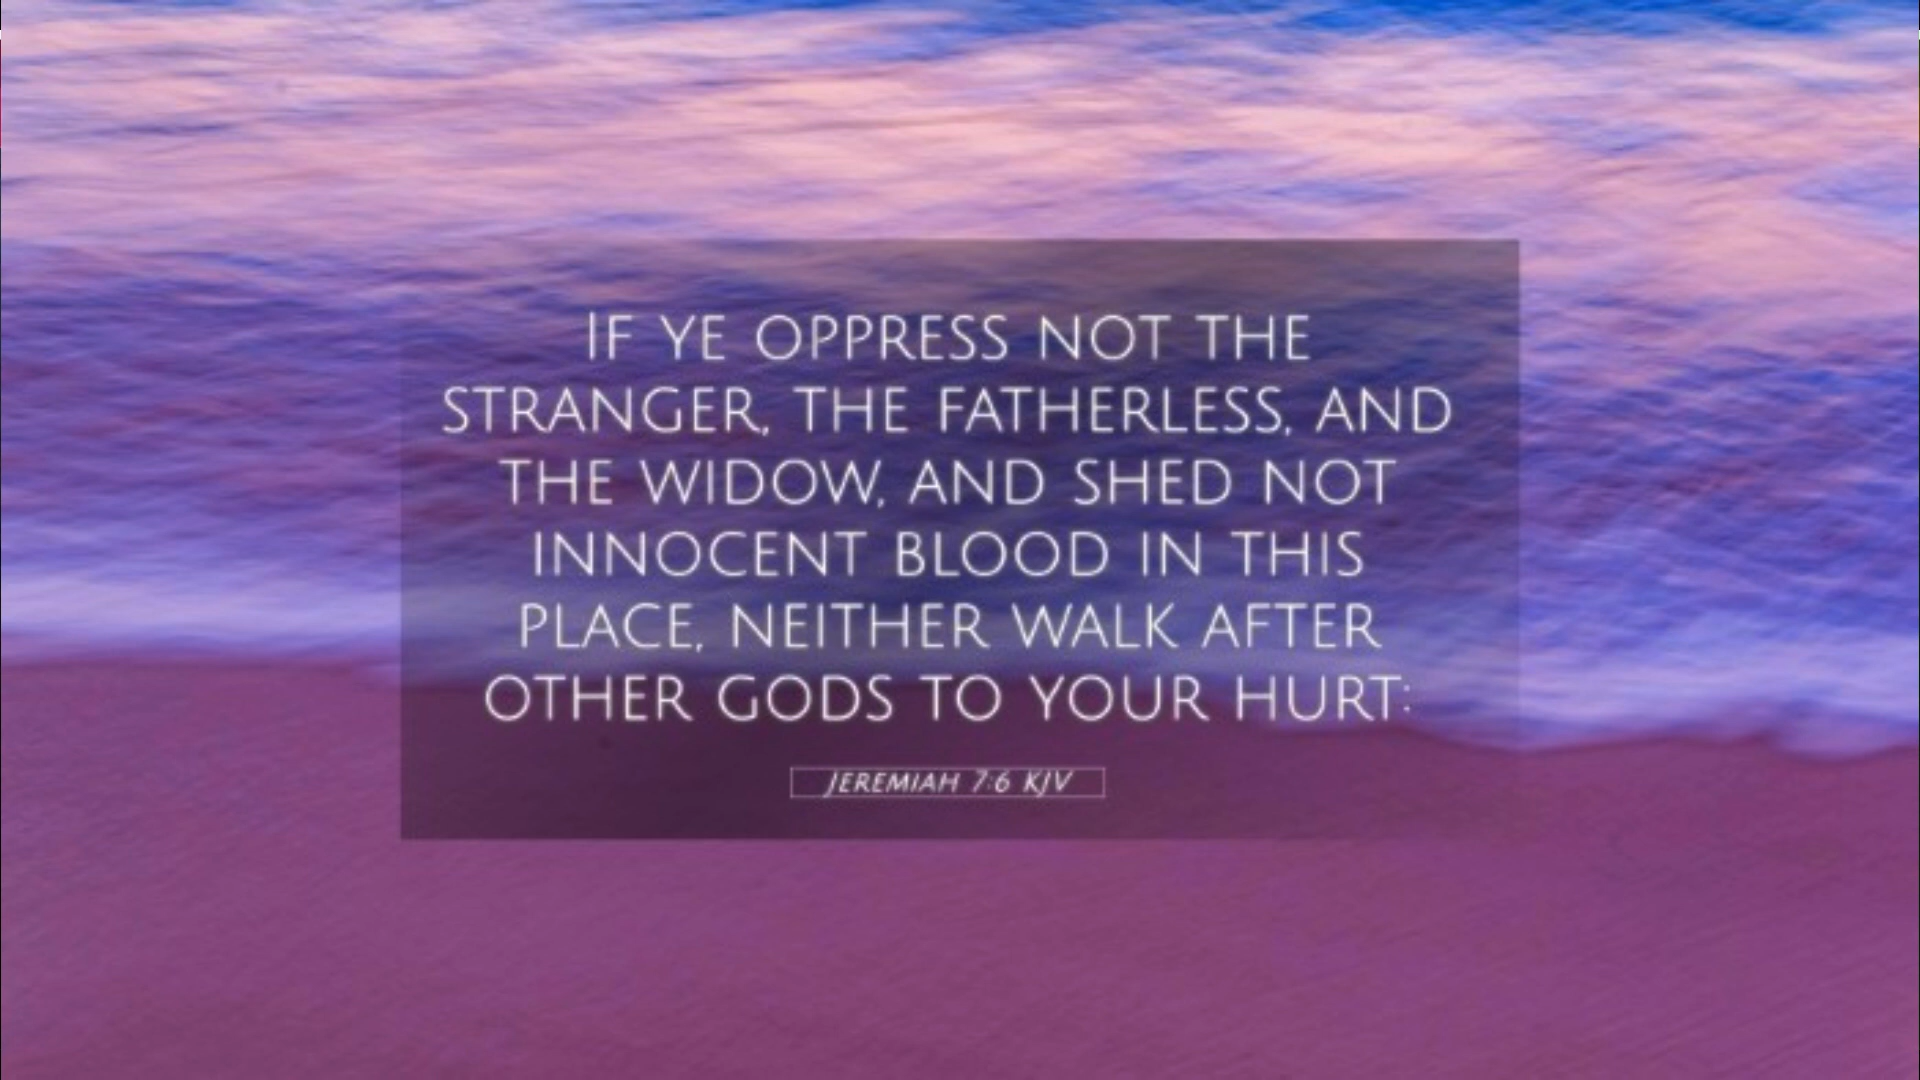 IF YE OPPRESS NOT THE
STRANGER, THE FATHERLESS, AND
THE WIDOW, AND SHED NOT
INNOCENT BLOOD IN THIS
PLACE, NEITHER WALK AFTER
OTHER GODS TO YOUR HURT:
JEREMIAH 7:6 KJV